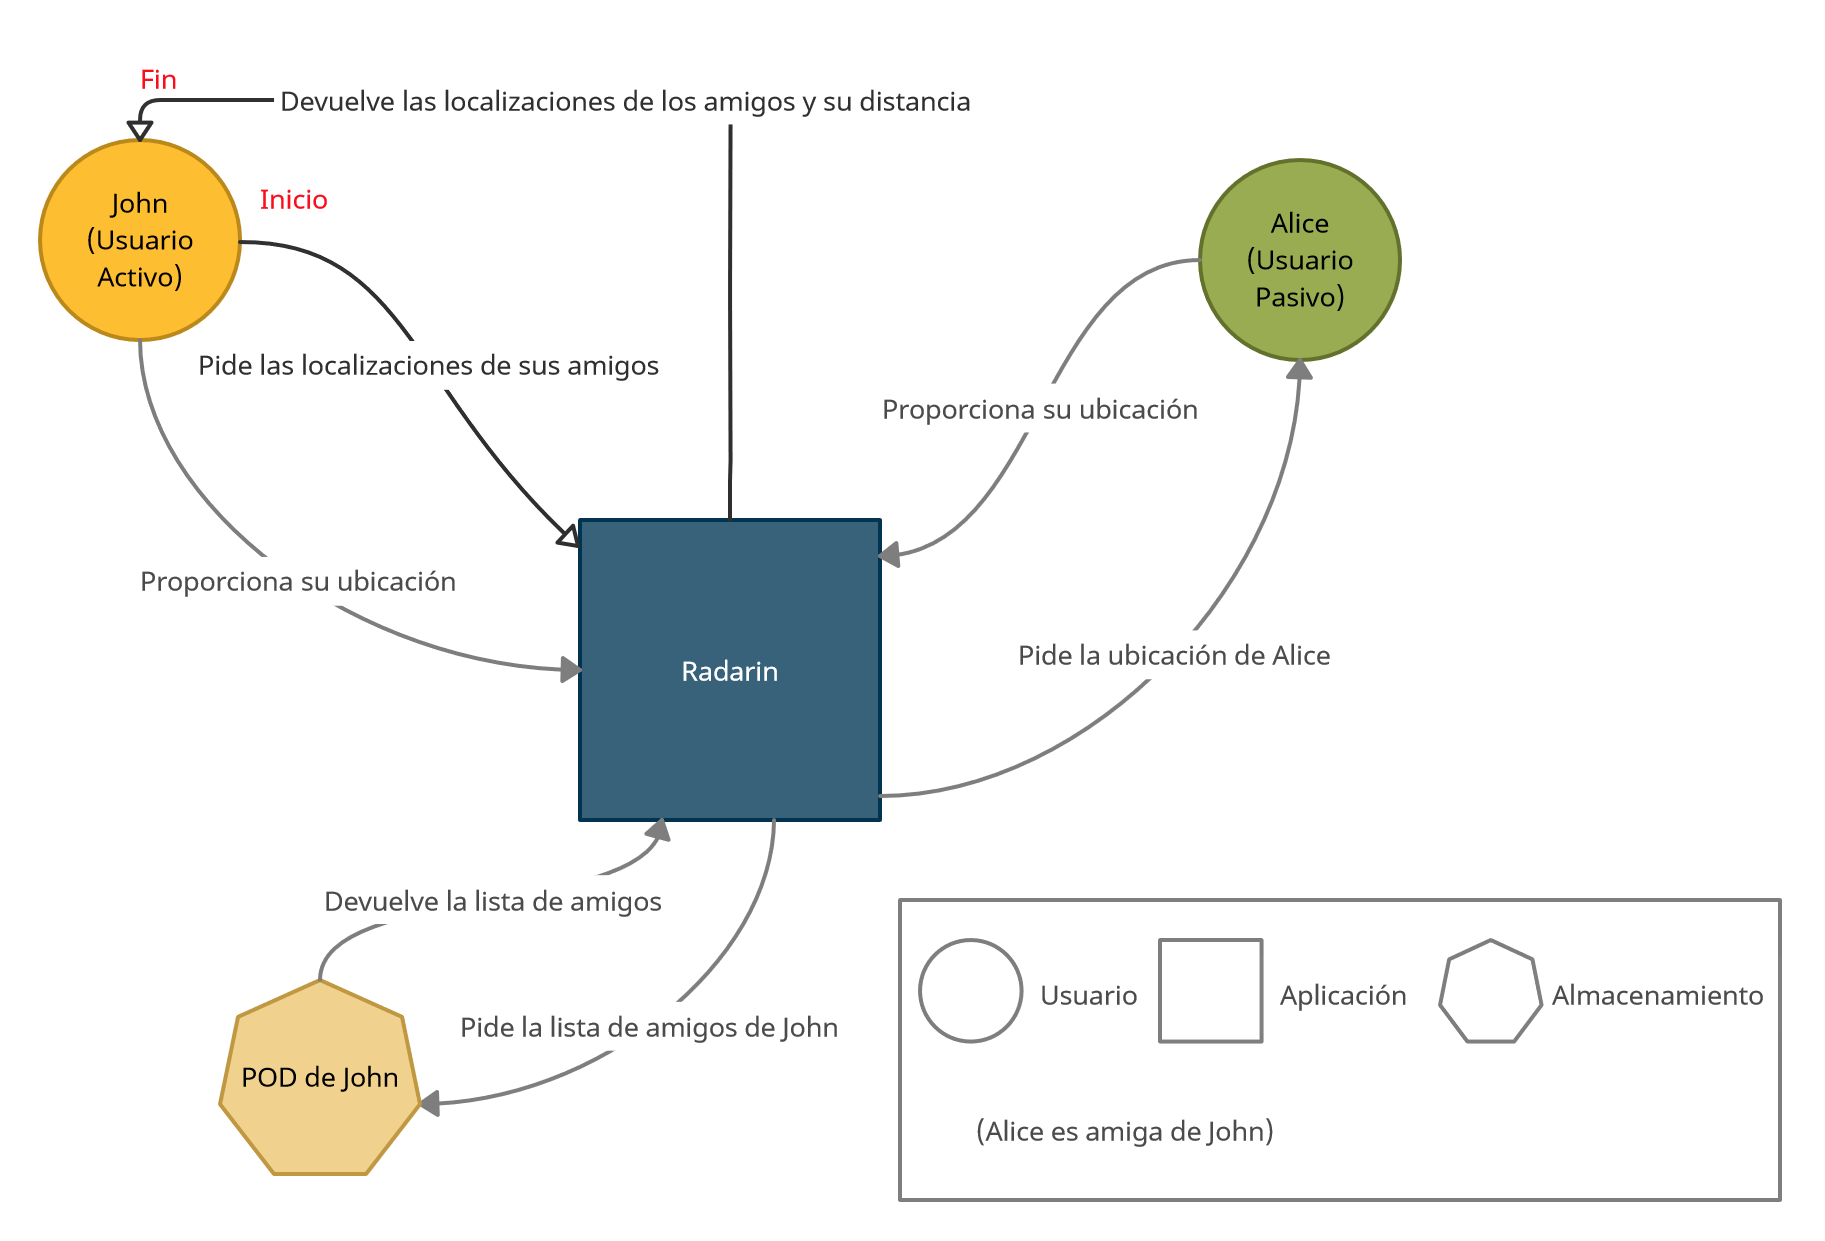 Fin
Devuelve las localizaciones de los amigos y su distancia
John
(Usuario
Activo)
Inicio
Alice
(Usuario
Pasivo)
Pide las localizaciones de sus amigos
Proporciona su ubicación
Proporciona su ubicación
Pide la ubicación de Alice
Radarin
Devuelve la lista de amigos
Pide la lista de amigos de John
POD de John
Usuario
Aplicación
Almacenamiento
(Alice es amiga de John)